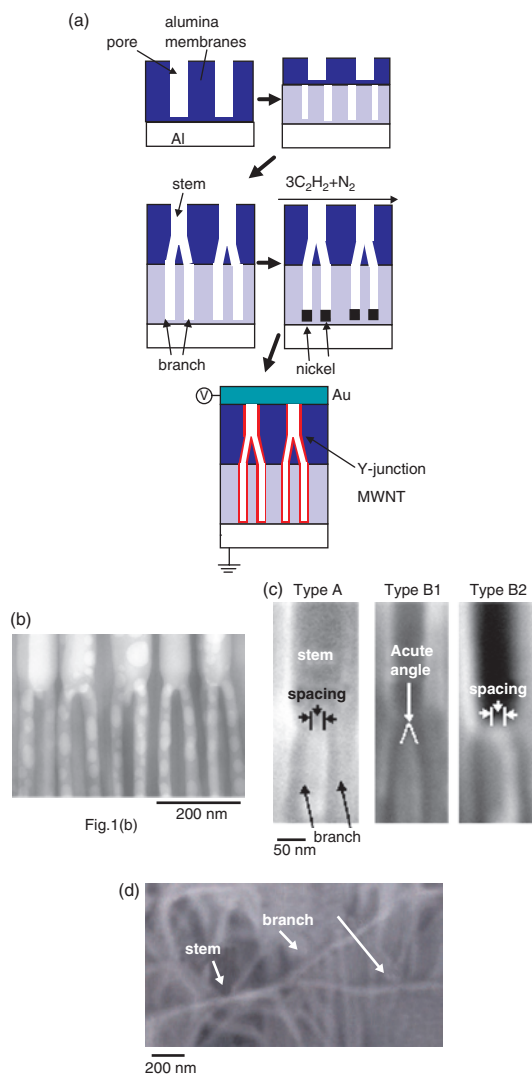 (a)
alumina
membranes
pore
Al
stem
3C₂H₂+N₂
branch
nickel
V
Au
Y-junction
MWNT
(b)
200 nm
Fig.1(b)
(c)
Type A
Type B1
Type B2
stem
spacing
branch
50 nm
Acute
angle
spacing
(d)
branch
stem
200 nm